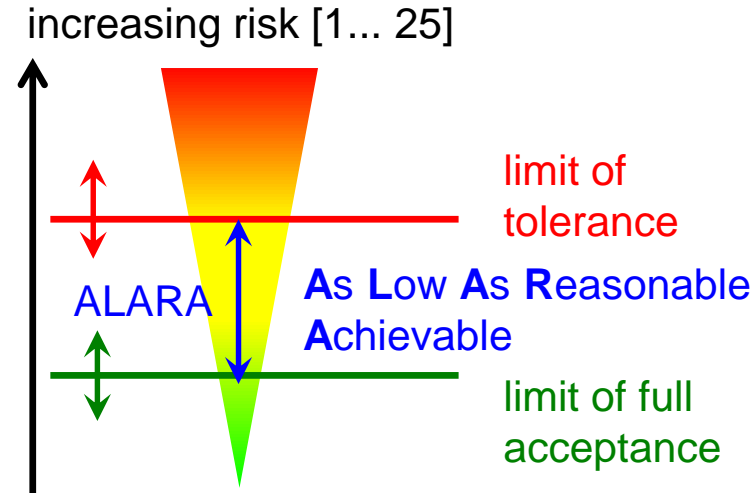 increasing risk [1... 25]
limit of
tolerance
ALARA
As Low As Reasonable
Achievable
limit of full
acceptance